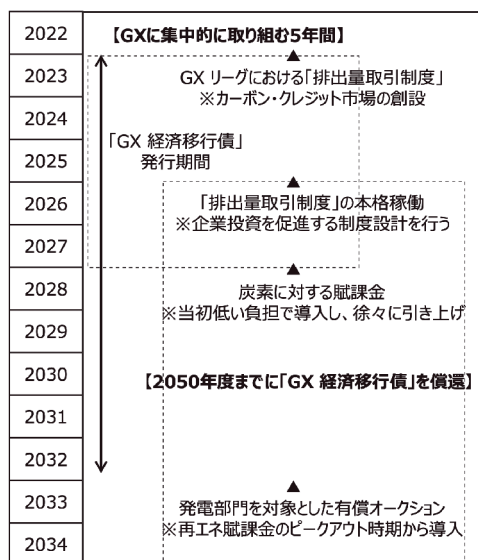 2022
【GXに集中的に取り組む5年間】
2023
GX リーグにおける「排出量取引制度」
※カーボン・クレジット市場の創設
2024
「GX 経済移行債」
発行期間
2025
2026
「排出量取引制度」の本格稼働
※企業投資を促進する制度設計を行う
2027
2028
炭素に対する賦課金
※当初低い負担で導入し、徐々に引き上げ
2029
2030
【2050年度までに「GX 経済移行債」を償還】
2031
2032
2033
発電部門を対象とした有償オークション
※再エネ賦課金のピークアウト時期から導入
2034